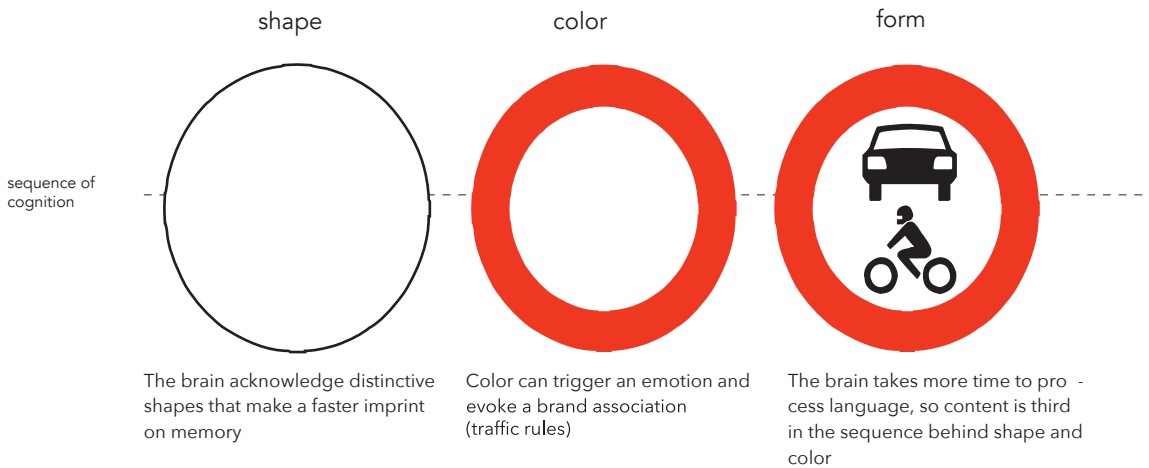 shape
color
form
sequence of
cognition
The brain acknowledge distinctive
shapes that make a faster imprint
on memory
Color can trigger an emotion and
evoke a brand association
(traffic rules)
The brain takes more time to pro -
cess language, so content is third
in the sequence behind shape and
color